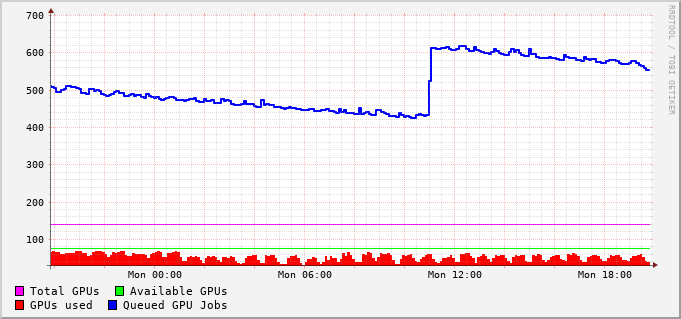 700
600
500
400
300
200
100
Mon 00:00 Mon 06:00 Mon 12:00 Mon 18:00
Total GPUs Available GPUs
GPUs used Queued GPU Jobs
RRDTOOL / TOBI OETIKER